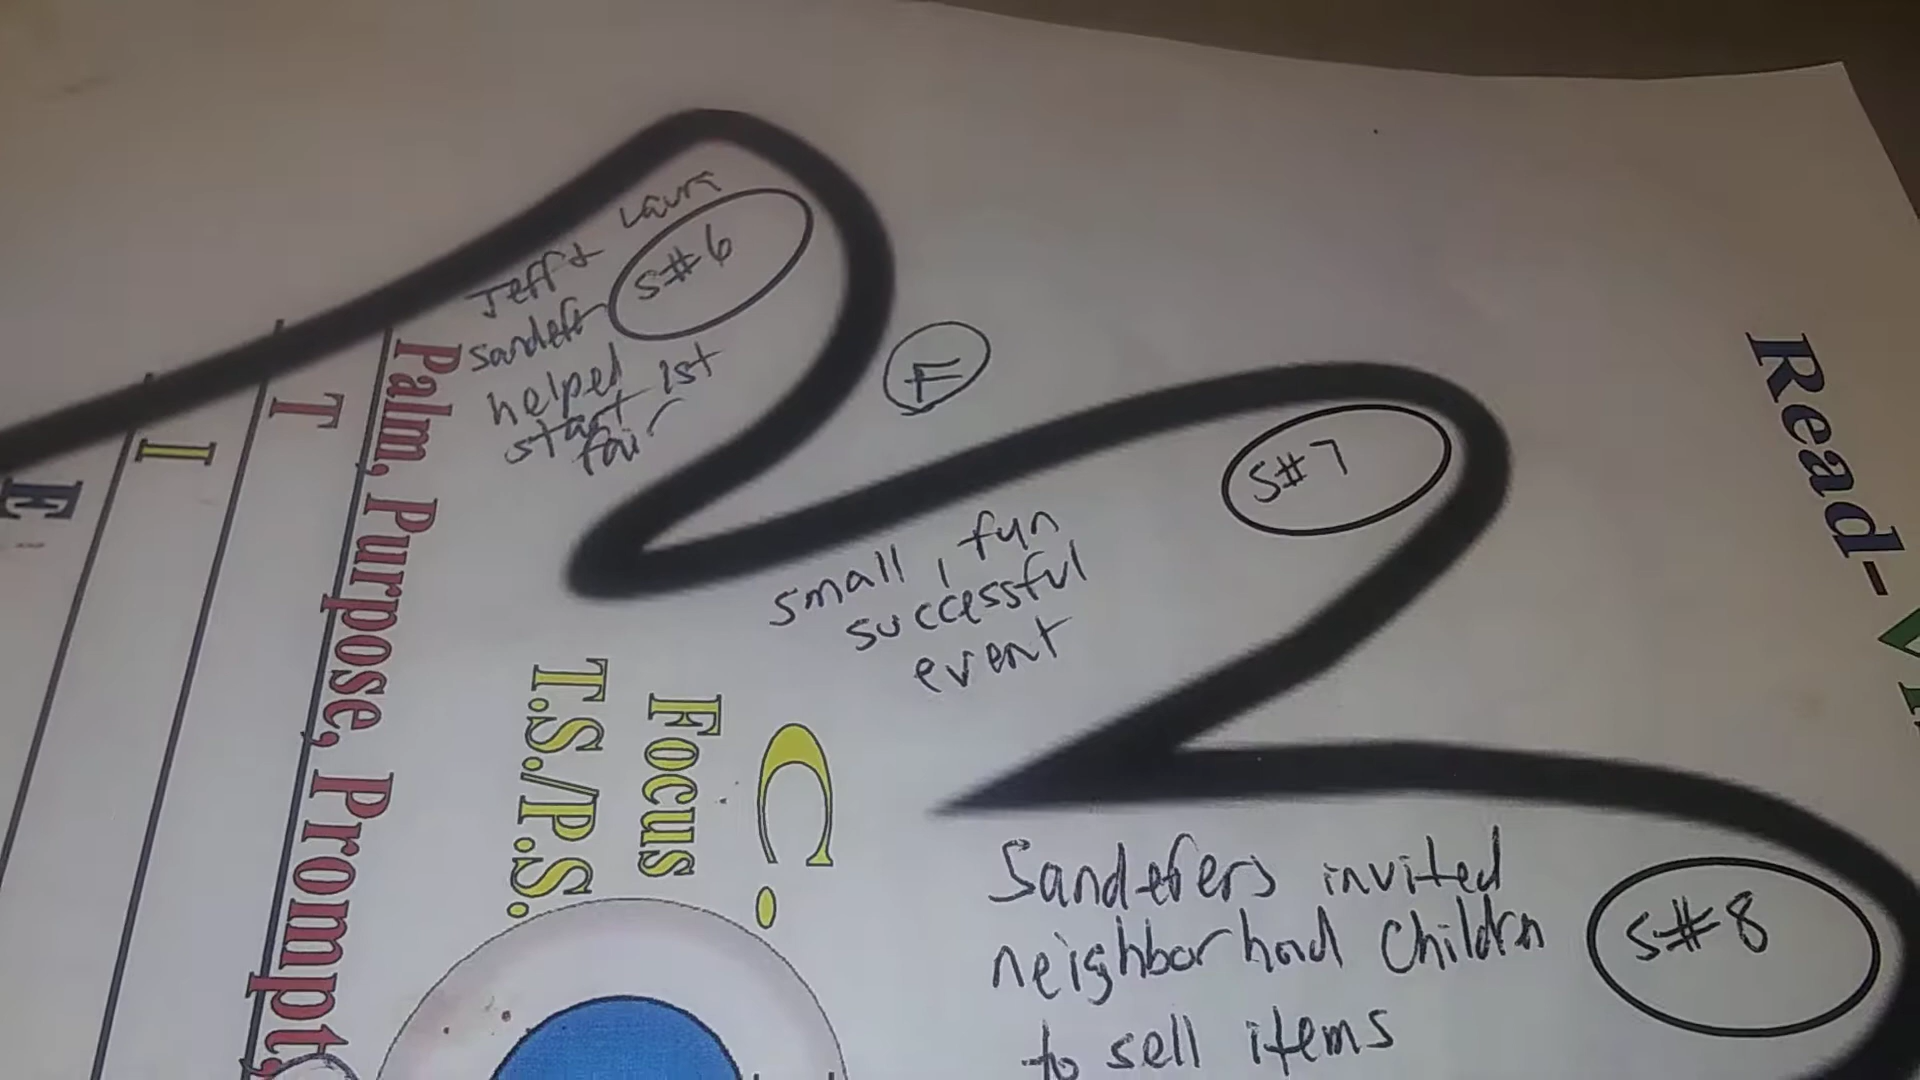 Laura
Jeff &
S#6
Sandefer
helped
start 1st
fair
F
S#7
small, fun
successful
event
Sandefers invited
neighborhood Children
to sell items
S#8
Read-
C.
Focus
T.S./P.S.
Palm, Purpose, Prompt,
T
I
E